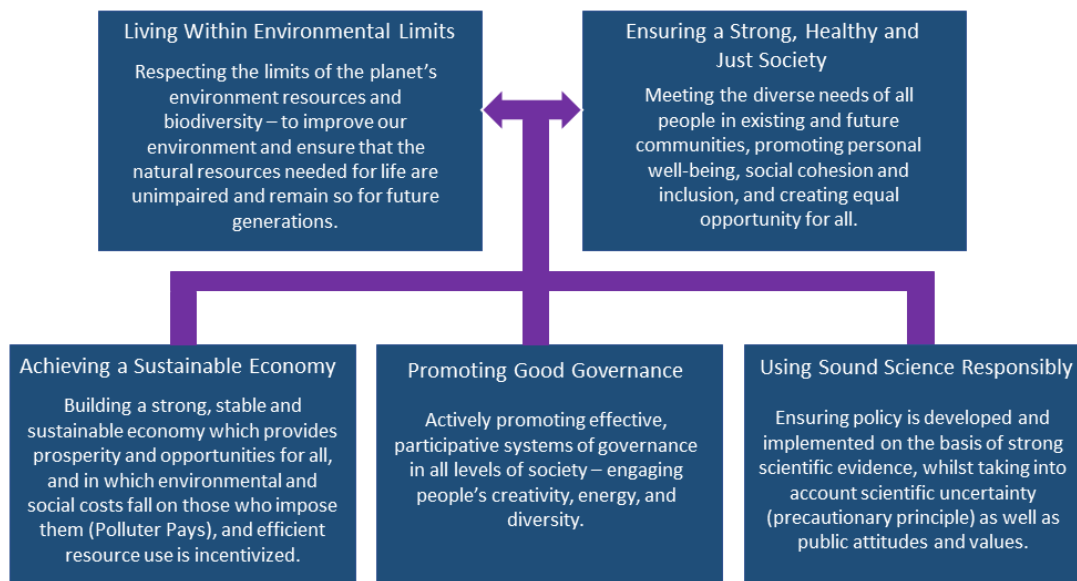 Living Within Environmental Limits
Respecting the limits of the planet's
environment resources and
biodiversity – to improve our
environment and ensure that the
natural resources needed for life are
unimpaired and remain so for future
generations.
Ensuring a Strong, Healthy and
Just Society
Meeting the diverse needs of all
people in existing and future
communities, promoting personal
well-being, social cohesion and
inclusion, and creating equal
opportunity for all.
Achieving a Sustainable Economy
Building a strong, stable and
sustainable economy which provides
prosperity and opportunities for all,
and in which environmental and
social costs fall on those who impose
them (Polluter Pays), and efficient
resource use is incentivized.
Promoting Good Governance
Actively promoting effective,
participative systems of governance
in all levels of society – engaging
people's creativity, energy, and
diversity.
Using Sound Science Responsibly
Ensuring policy is developed and
implemented on the basis of strong
scientific evidence, whilst taking into
account scientific uncertainty
(precautionary principle) as well as
public attitudes and values.